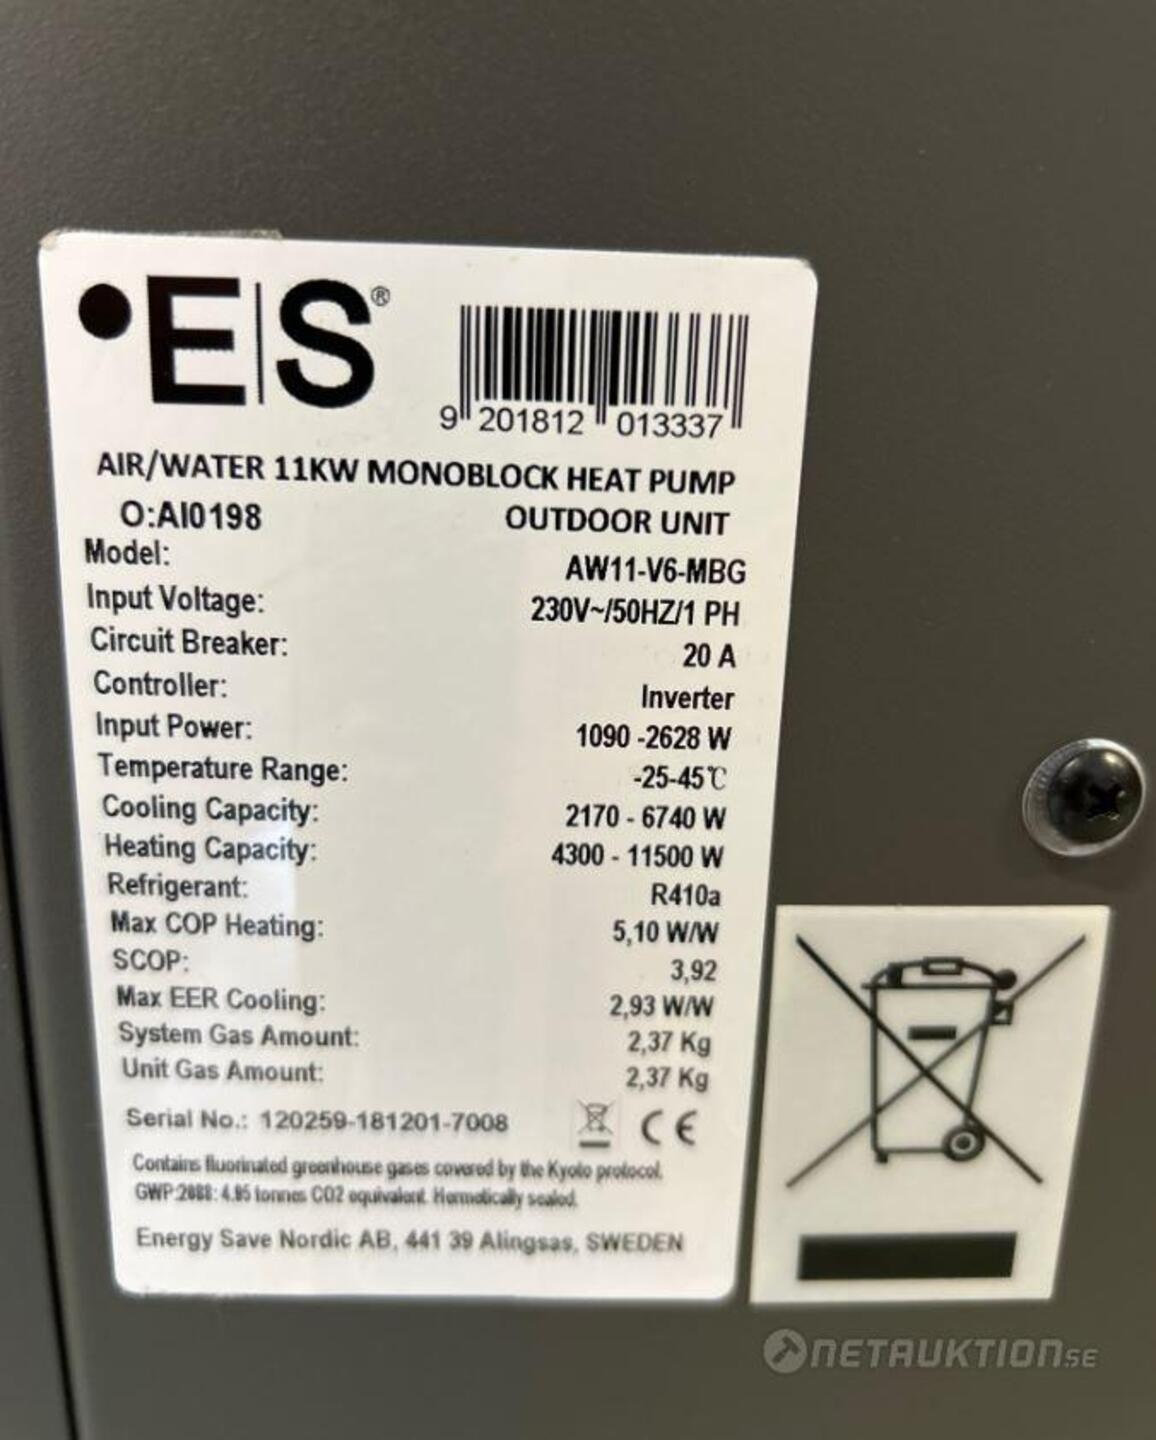 •E|S®
9 201812 013337
AIR/WATER 11KW MONOBLOCK HEAT PUMP
O:AI0198 OUTDOOR UNIT
Model: AW11-V6-MBG
Input Voltage: 230V~/50HZ/1 PH
Circuit Breaker: 20 A
Controller: Inverter
Input Power: 1090 -2628 W
Temperature Range: -25-45℃
Cooling Capacity: 2170 - 6740 W
Heating Capacity: 4300 - 11500 W
Refrigerant: R410a
Max COP Heating: 5,10 W/W
SCOP: 3,92
Max EER Cooling: 2,93 W/W
System Gas Amount: 2,37 Kg
Unit Gas Amount: 2,37 Kg
Serial No.: 120259-181201-7008 CE
Contains fluorinated greenhouse gases covered by the Kyoto protocol.
GWP:2088: 4.95 tonnes CO2 equivalent. Hermetically sealed.
Energy Save Nordic AB, 441 39 Alingsas, SWEDEN
NETAUKTION.SE